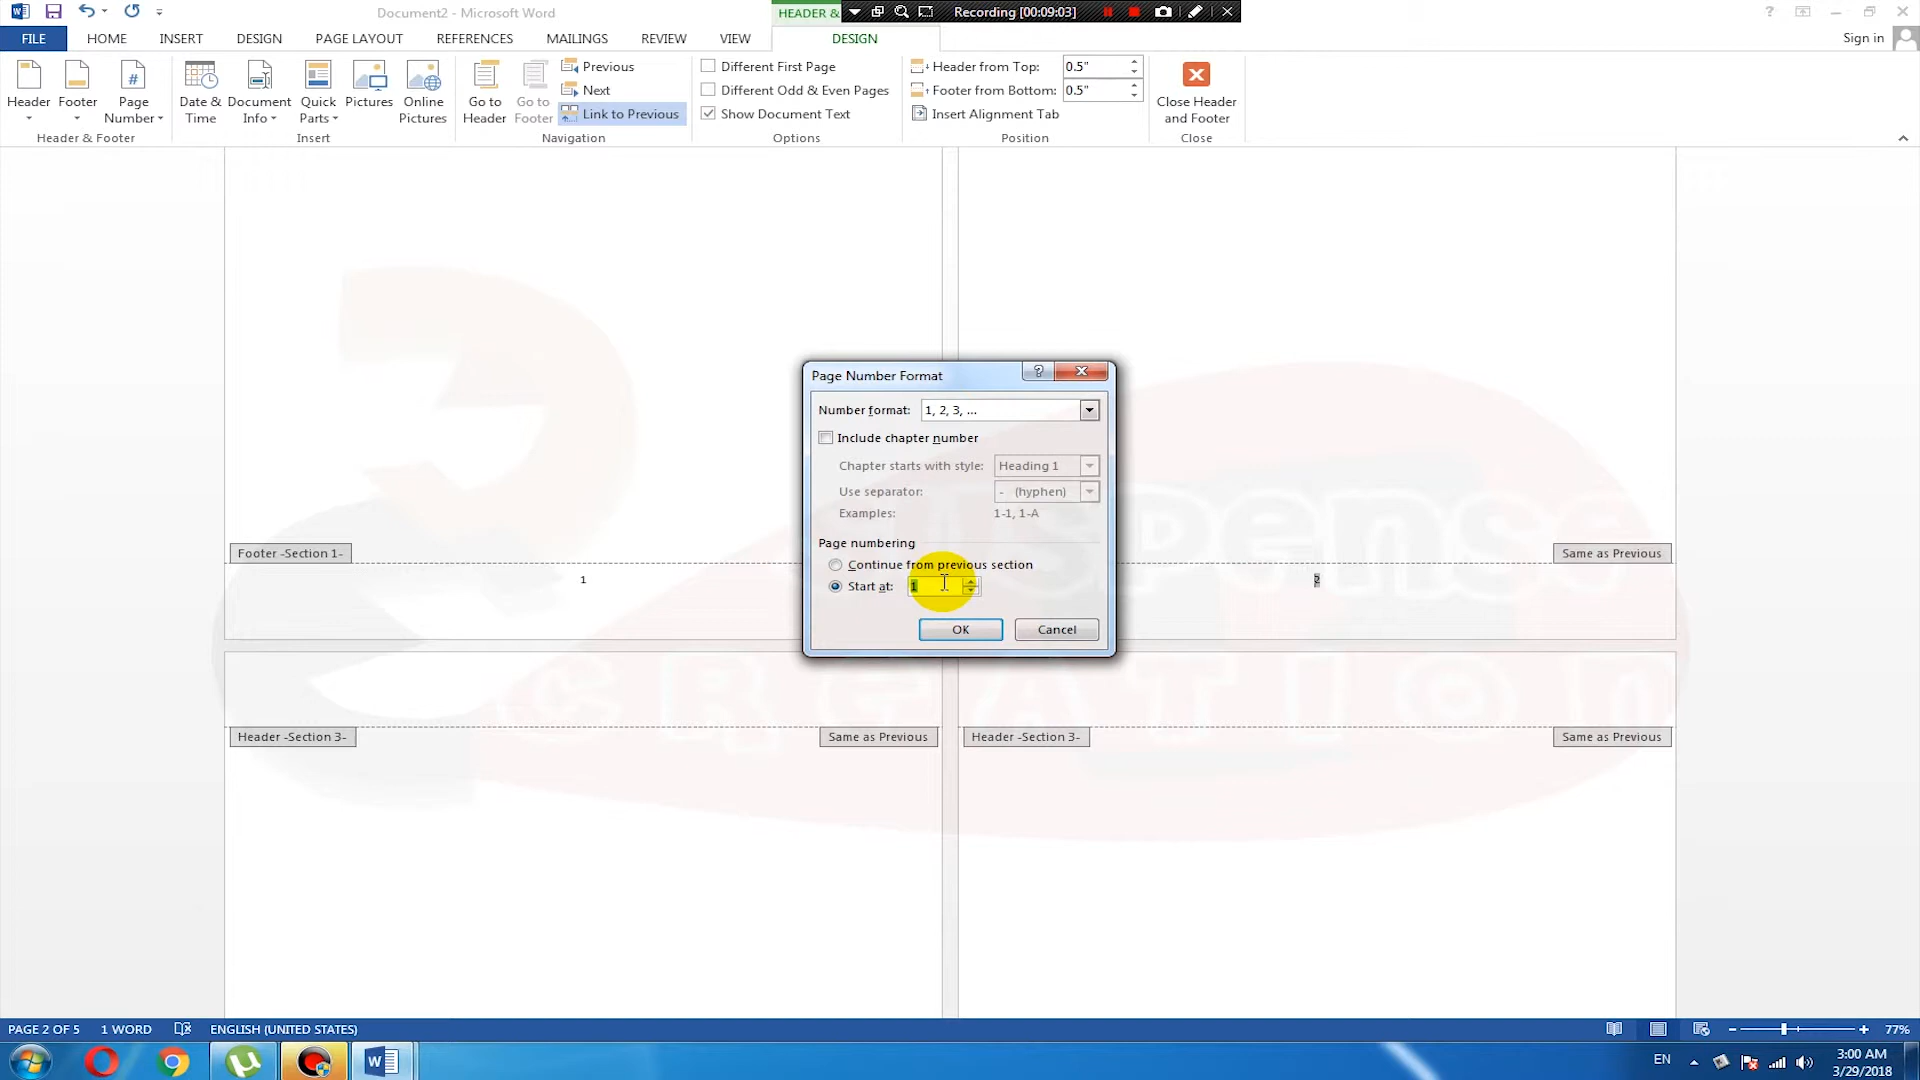 Document2 - Microsoft Word
HEADER &
Recording [00:09:03]
FILE HOME INSERT DESIGN PAGE LAYOUT REFERENCES MAILINGS REVIEW VIEW DESIGN Sign in
Header
Footer
Page Number
Header & Footer
Date & Time
Document Info
Quick Parts
Pictures
Online Pictures
Insert
Go to Header
Go to Footer
Previous
Next
Link to Previous
Navigation
Different First Page
Different Odd & Even Pages
Show Document Text
Options
Header from Top: 0.5"
Footer from Bottom: 0.5"
Insert Alignment Tab
Position
Close Header and Footer
Close
Page Number Format
Number format: 1, 2, 3, ...
Include chapter number
Chapter starts with style: Heading 1
Use separator: - (hyphen)
Examples: 1-1, 1-A
Page numbering
Continue from previous section
Start at: 1
OK Cancel
Footer -Section 1-
Same as Previous
1
2
Header -Section 3-
Same as Previous
Header -Section 3-
Same as Previous
CREATION
PAGE 2 OF 5 1 WORD ENGLISH (UNITED STATES) 77%
EN
3:00 AM
3/29/2018